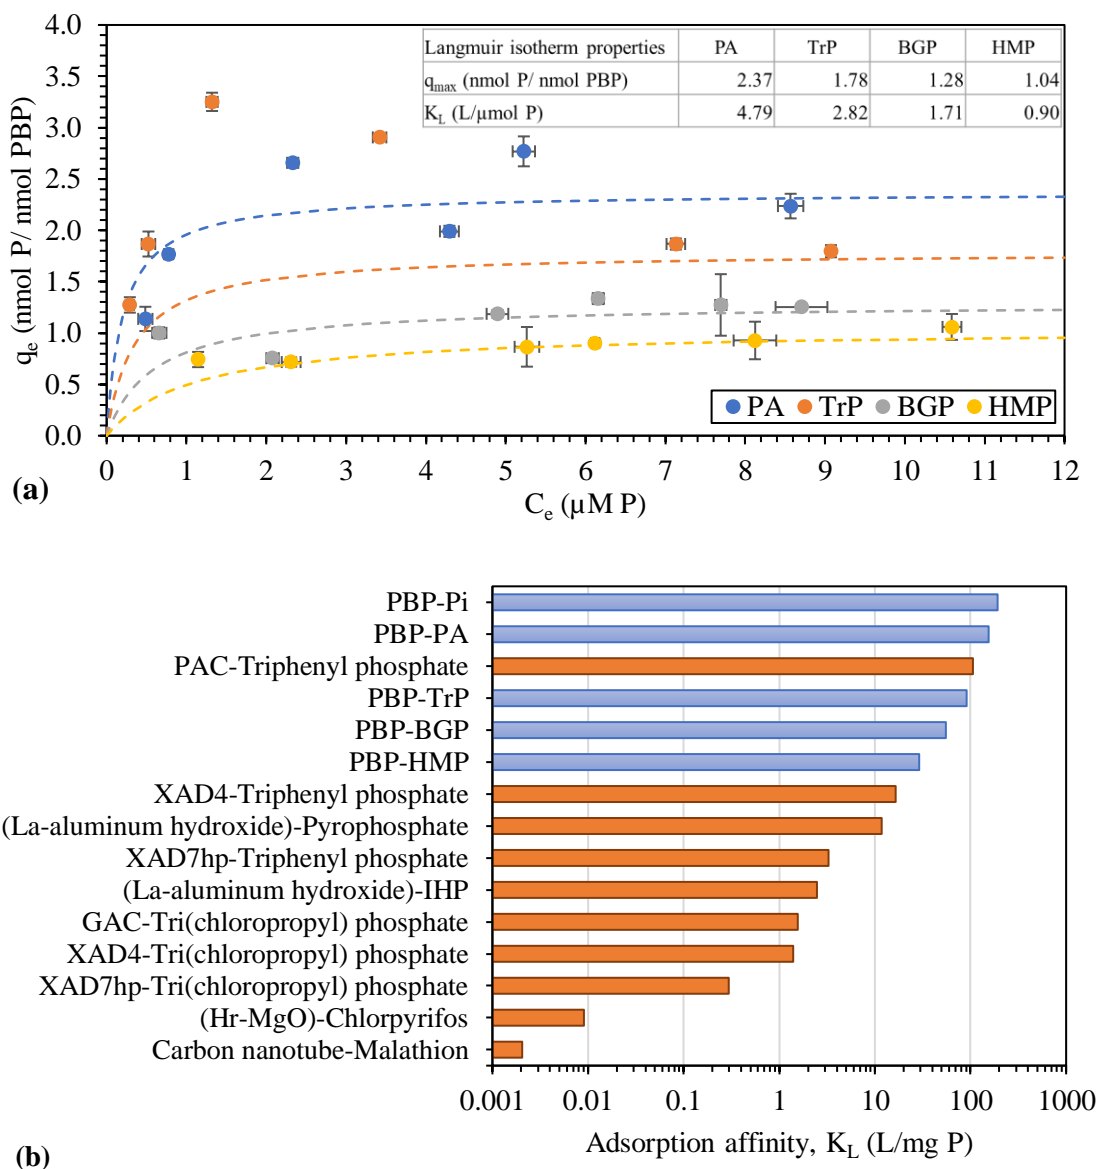 4.0
3.5
3.0
2.5
2.0
1.5
1.0
0.5
0.0
qe (nmol P/ nmol PBP)
Langmuir isotherm properties PA TrP BGP HMP
qmax (nmol P/ nmol PBP) 2.37 1.78 1.28 1.04
KL (L/µmol P) 4.79 2.82 1.71 0.90
PA TrP BGP HMP
0 1 2 3 4 5 6 7 8 9 10 11 12
(a)
Ce (µM P)
PBP-Pi
PBP-PA
PAC-Triphenyl phosphate
PBP-TrP
PBP-BGP
PBP-HMP
XAD4-Triphenyl phosphate
(La-aluminum hydroxide)-Pyrophosphate
XAD7hp-Triphenyl phosphate
(La-aluminum hydroxide)-IHP
GAC-Tri(chloropropyl) phosphate
XAD4-Tri(chloropropyl) phosphate
XAD7hp-Tri(chloropropyl) phosphate
(Hr-MgO)-Chlorpyrifos
Carbon nanotube-Malathion
0.001 0.01 0.1 1 10 100 1000
Adsorption affinity, KL (L/mg P)
(b)